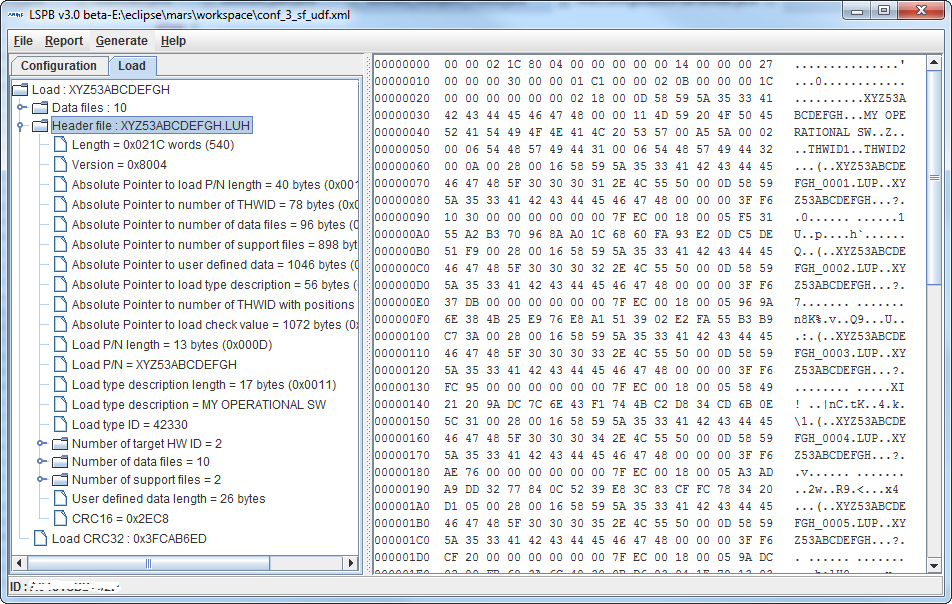 LSPB v3.0 beta-E:\eclipse\mars\workspace\conf_3_sf_udf.xml
File Report Generate Help
Configuration Load
Load : XYZ53ABCDEFGH
Data files : 10
Header file : XYZ53ABCDEFGH.LUH
Length = 0x021C words (540)
Version = 0x8004
Absolute Pointer to load P/N length = 40 bytes (0x001
Absolute Pointer to number of THWID = 78 bytes (0x0
Absolute Pointer to number of data files = 96 bytes (0
Absolute Pointer to number of support files = 898 byt
Absolute Pointer to user defined data = 1046 bytes (0
Absolute Pointer to load type description = 56 bytes (
Absolute Pointer to number of THWID with positions
Absolute Pointer to load check value = 1072 bytes (0x
Load P/N length = 13 bytes (0x000D)
Load P/N = XYZ53ABCDEFGH
Load type description length = 17 bytes (0x0011)
Load type description = MY OPERATIONAL SW
Load type ID = 42330
Number of target HW ID = 2
Number of data files = 10
Number of support files = 2
User defined data length = 26 bytes
CRC16 = 0x2EC8
Load CRC32 : 0x3FCAB6ED
00000000 00 00 02 1C 80 04 00 00 00 00 00 14 00 00 00 27 ...............'
00000010 00 00 00 30 00 00 01 C1 00 00 02 0B 00 00 00 1C ...0............
00000020 00 00 00 00 00 00 02 18 00 0D 58 59 5A 35 33 41 ..........XYZ53A
00000030 42 43 44 45 46 47 48 00 00 11 4D 59 20 4F 50 45 BCDEFGH...MY OPE
00000040 52 41 54 49 4F 4E 41 4C 20 53 57 00 A5 5A 00 02 RATIONAL SW..Z..
00000050 00 06 54 48 57 49 44 31 00 06 54 48 57 49 44 32 ..THWID1..THWID2
00000060 00 0A 00 28 00 16 58 59 5A 35 33 41 42 43 44 45 ...(..XYZ53ABCDE
00000070 46 47 48 5F 30 30 30 31 2E 4C 55 50 00 0D 58 59 FGH_0001.LUP..XY
00000080 5A 35 33 41 42 43 44 45 46 47 48 00 00 00 3F F6 Z53ABCDEFGH...?.
00000090 10 30 00 00 00 00 00 00 7F EC 00 18 00 05 F5 31 .0...... .......1
000000A0 55 A2 B3 70 96 8A A0 1C 68 60 FA 93 E2 0D C5 DE U..p....h`......
000000B0 51 F9 00 28 00 16 58 59 5A 35 33 41 42 43 44 45 Q..(..XYZ53ABCDE
000000C0 46 47 48 5F 30 30 30 32 2E 4C 55 50 00 0D 58 59 FGH_0002.LUP..XY
000000D0 5A 35 33 41 42 43 44 45 46 47 48 00 00 00 3F F6 Z53ABCDEFGH...?.
000000E0 37 DB 00 00 00 00 00 00 7F EC 00 18 00 05 96 9A 7....... .......
000000F0 6E 38 4B 25 E9 76 E8 A1 51 39 02 E2 FA 55 B3 B9 n8K%.v..Q9...U..
00000100 C7 3A 00 28 00 16 58 59 5A 35 33 41 42 43 44 45 .:.(..XYZ53ABCDE
00000110 46 47 48 5F 30 30 30 33 2E 4C 55 50 00 0D 58 59 FGH_0003.LUP..XY
00000120 5A 35 33 41 42 43 44 45 46 47 48 00 00 00 3F F6 Z53ABCDEFGH...?.
00000130 FC 95 00 00 00 00 00 00 7F EC 00 18 00 05 58 49 ........ .....XI
00000140 21 20 9A DC 7C 6E 43 F1 74 4B C2 D8 34 CD 6B 0E ! ..|nC.tK..4.k.
00000150 5C 31 00 28 00 16 58 59 5A 35 33 41 42 43 44 45 \1.(..XYZ53ABCDE
00000160 46 47 48 5F 30 30 30 34 2E 4C 55 50 00 0D 58 59 FGH_0004.LUP..XY
00000170 5A 35 33 41 42 43 44 45 46 47 48 00 00 00 3F F6 Z53ABCDEFGH...?.
00000180 AE 76 00 00 00 00 00 00 7F EC 00 18 00 05 A3 AD .v...... .......
00000190 A9 DD 32 77 84 0C 52 39 E8 3C 83 CF FC 78 34 20 ..2w..R9.<...x4
000001A0 D1 05 00 28 00 16 58 59 5A 35 33 41 42 43 44 45 ...(..XYZ53ABCDE
000001B0 46 47 48 5F 30 30 30 35 2E 4C 55 50 00 0D 58 59 FGH_0005.LUP..XY
000001C0 5A 35 33 41 42 43 44 45 46 47 48 00 00 00 3F F6 Z53ABCDEFGH...?.
000001D0 CF 20 00 00 00 00 00 00 7F EC 00 18 00 05 9A DC . ...... .......
ID :